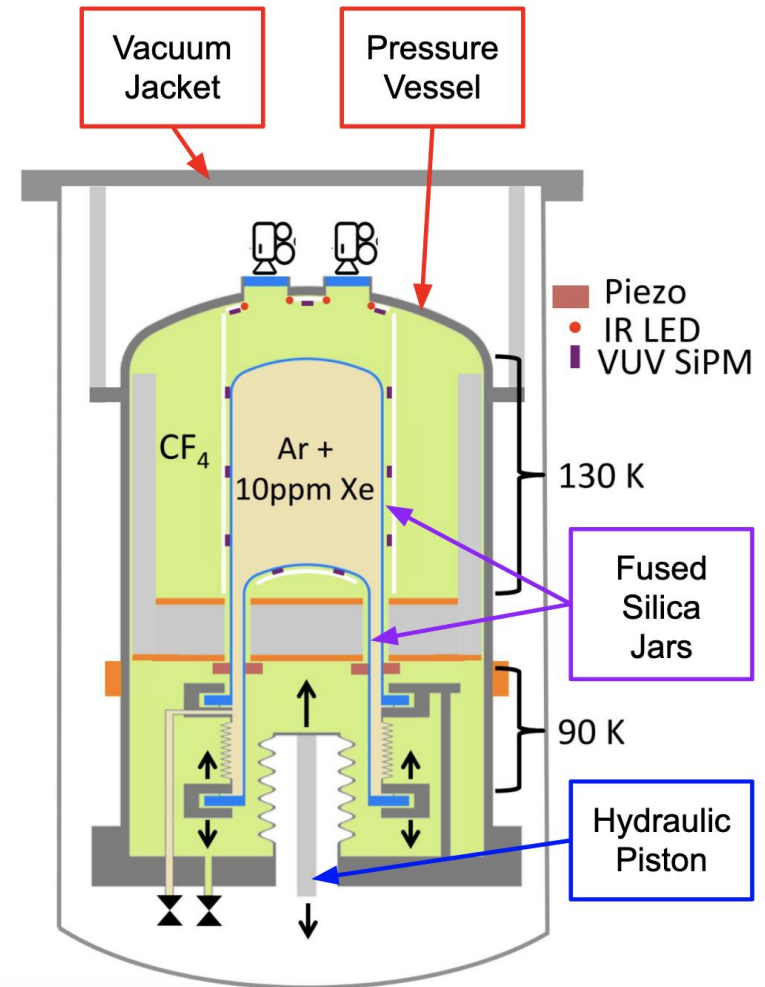 Vacuum
Jacket
Pressure
Vessel
Piezo
IR LED
VUV SiPM
CF₄
Ar +
10ppm Xe
130 K
Fused
Silica
Jars
90 K
Hydraulic
Piston